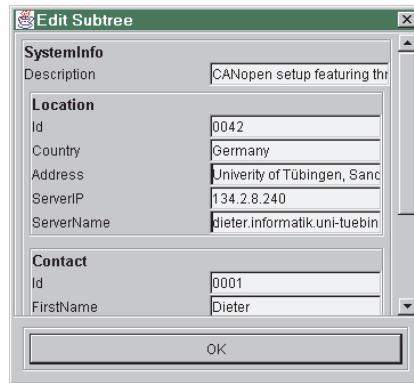 Edit Subtree
SystemInfo
Description CANopen setup featuring thr
Location
Id 0042
Country Germany
Address Univerity of Tübingen, Sand
ServerIP 134.2.8.240
ServerName dieter.informatik.uni-tuebin
Contact
Id 0001
FirstName Dieter
OK